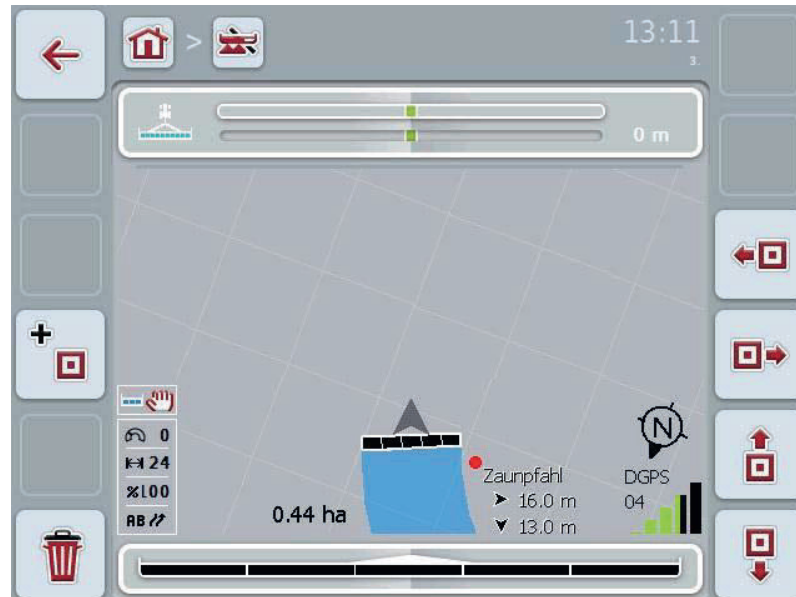 >
13:11
3.
0 m
0
24
%100
AB
0.44 ha
Zaunpfahl
16.0 m
13.0 m
N
DGPS
04